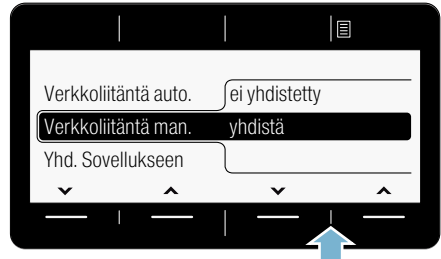 Verkkoliitäntä auto. ei yhdistetty
Verkkoliitäntä man. yhdistä
Yhd. Sovellukseen